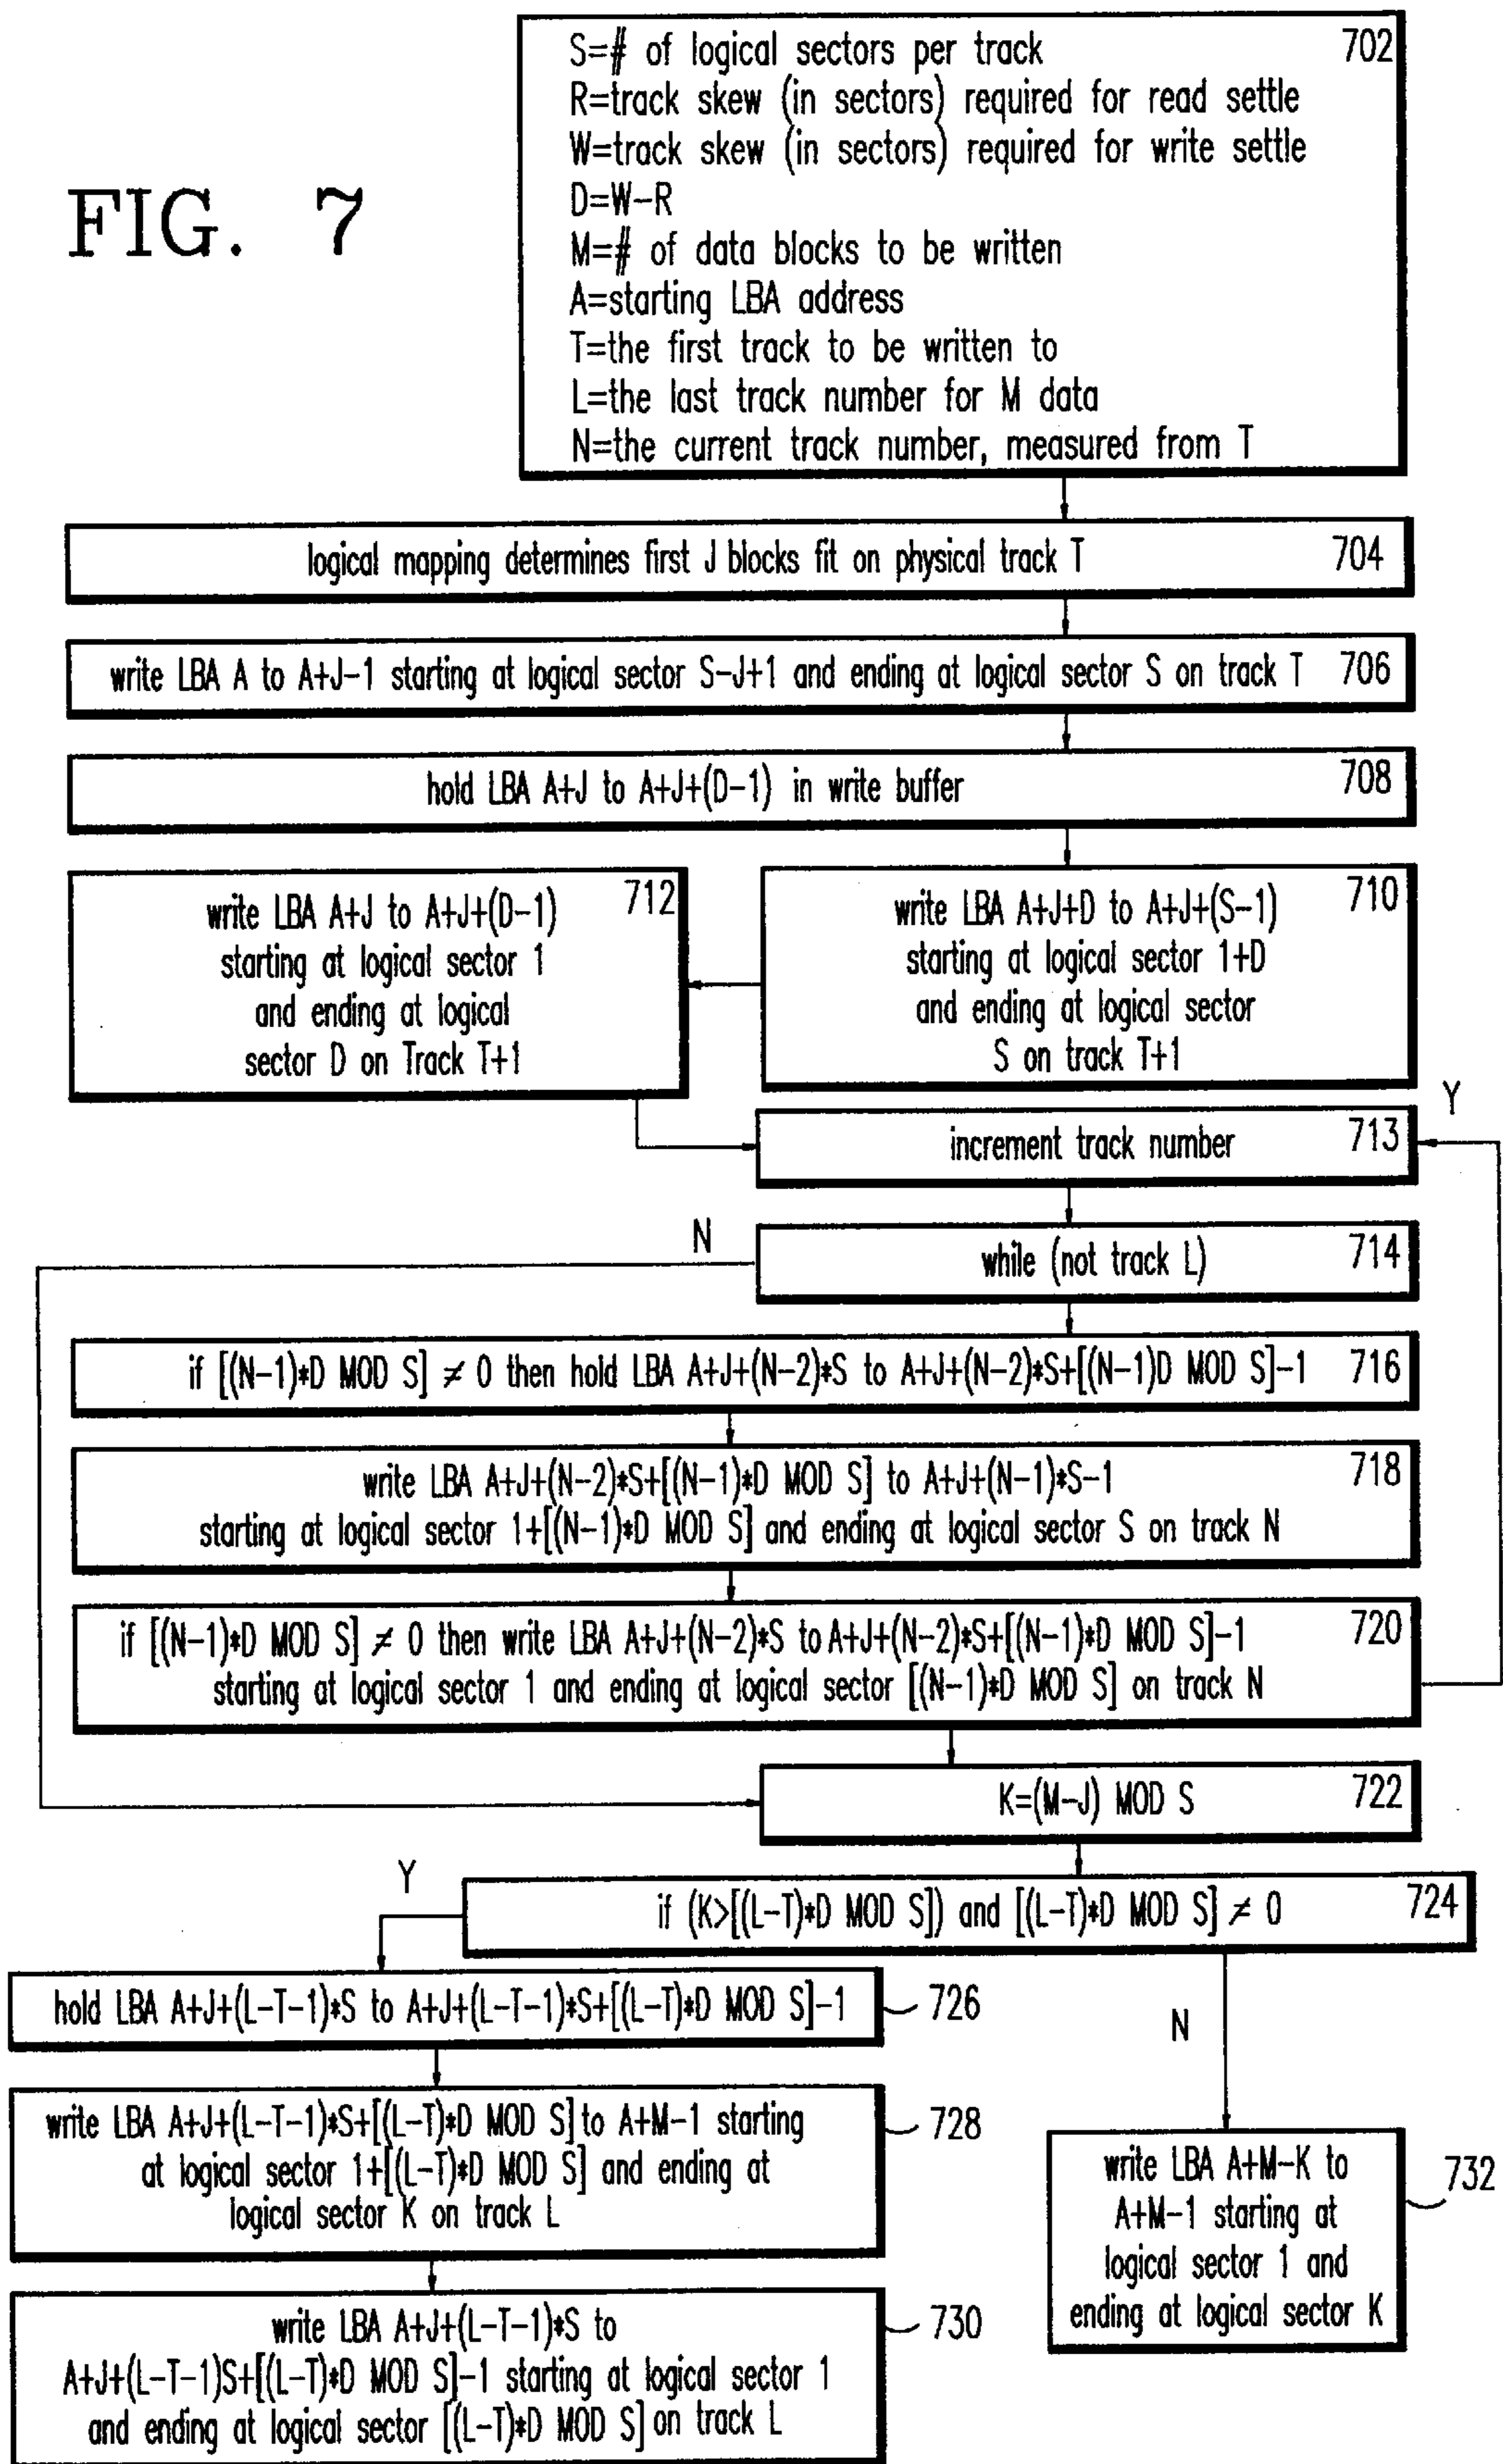 FIG. 7
702
S=# of logical sectors per track
R=track skew (in sectors) required for read settle
W=track skew (in sectors) required for write settle
D=W-R
M=# of data blocks to be written
A=starting LBA address
T=the first track to be written to
L=the last track number for M data
N=the current track number, measured from T
logical mapping determines first J blocks fit on physical track T 704
write LBA A to A+J-1 starting at logical sector S-J+1 and ending at logical sector S on track T 706
hold LBA A+J to A+J+(D-1) in write buffer 708
write LBA A+J+D to A+J+(S-1) 710
starting at logical sector 1+D
and ending at logical sector
S on track T+1
write LBA A+J to A+J+(D-1) 712
starting at logical sector 1
and ending at logical
sector D on Track T+1
Y
increment track number 713
N
while (not track L) 714
if [(N-1)*D MOD S] ≠ 0 then hold LBA A+J+(N-2)*S to A+J+(N-2)*S+[(N-1)D MOD S]-1 716
write LBA A+J+(N-2)*S+[(N-1)*D MOD S] to A+J+(N-1)*S-1 718
starting at logical sector 1+[(N-1)*D MOD S] and ending at logical sector S on track N
if [(N-1)*D MOD S] ≠ 0 then write LBA A+J+(N-2)*S to A+J+(N-2)*S+[(N-1)*D MOD S]-1 720
starting at logical sector 1 and ending at logical sector [(N-1)*D MOD S] on track N
K=(M-J) MOD S 722
Y
if (K>[(L-T)*D MOD S]) and [(L-T)*D MOD S] ≠ 0 724
hold LBA A+J+(L-T-1)*S to A+J+(L-T-1)*S+[(L-T)*D MOD S]-1 726
N
write LBA A+J+(L-T-1)*S+[(L-T)*D MOD S] to A+M-1 starting 728
at logical sector 1+[(L-T)*D MOD S] and ending at
logical sector K on track L
write LBA A+M-K to 732
A+M-1 starting at
logical sector 1 and
ending at logical sector K
write LBA A+J+(L-T-1)*S to 730
A+J+(L-T-1)S+[(L-T)*D MOD S]-1 starting at logical sector 1
and ending at logical sector [(L-T)*D MOD S] on track L